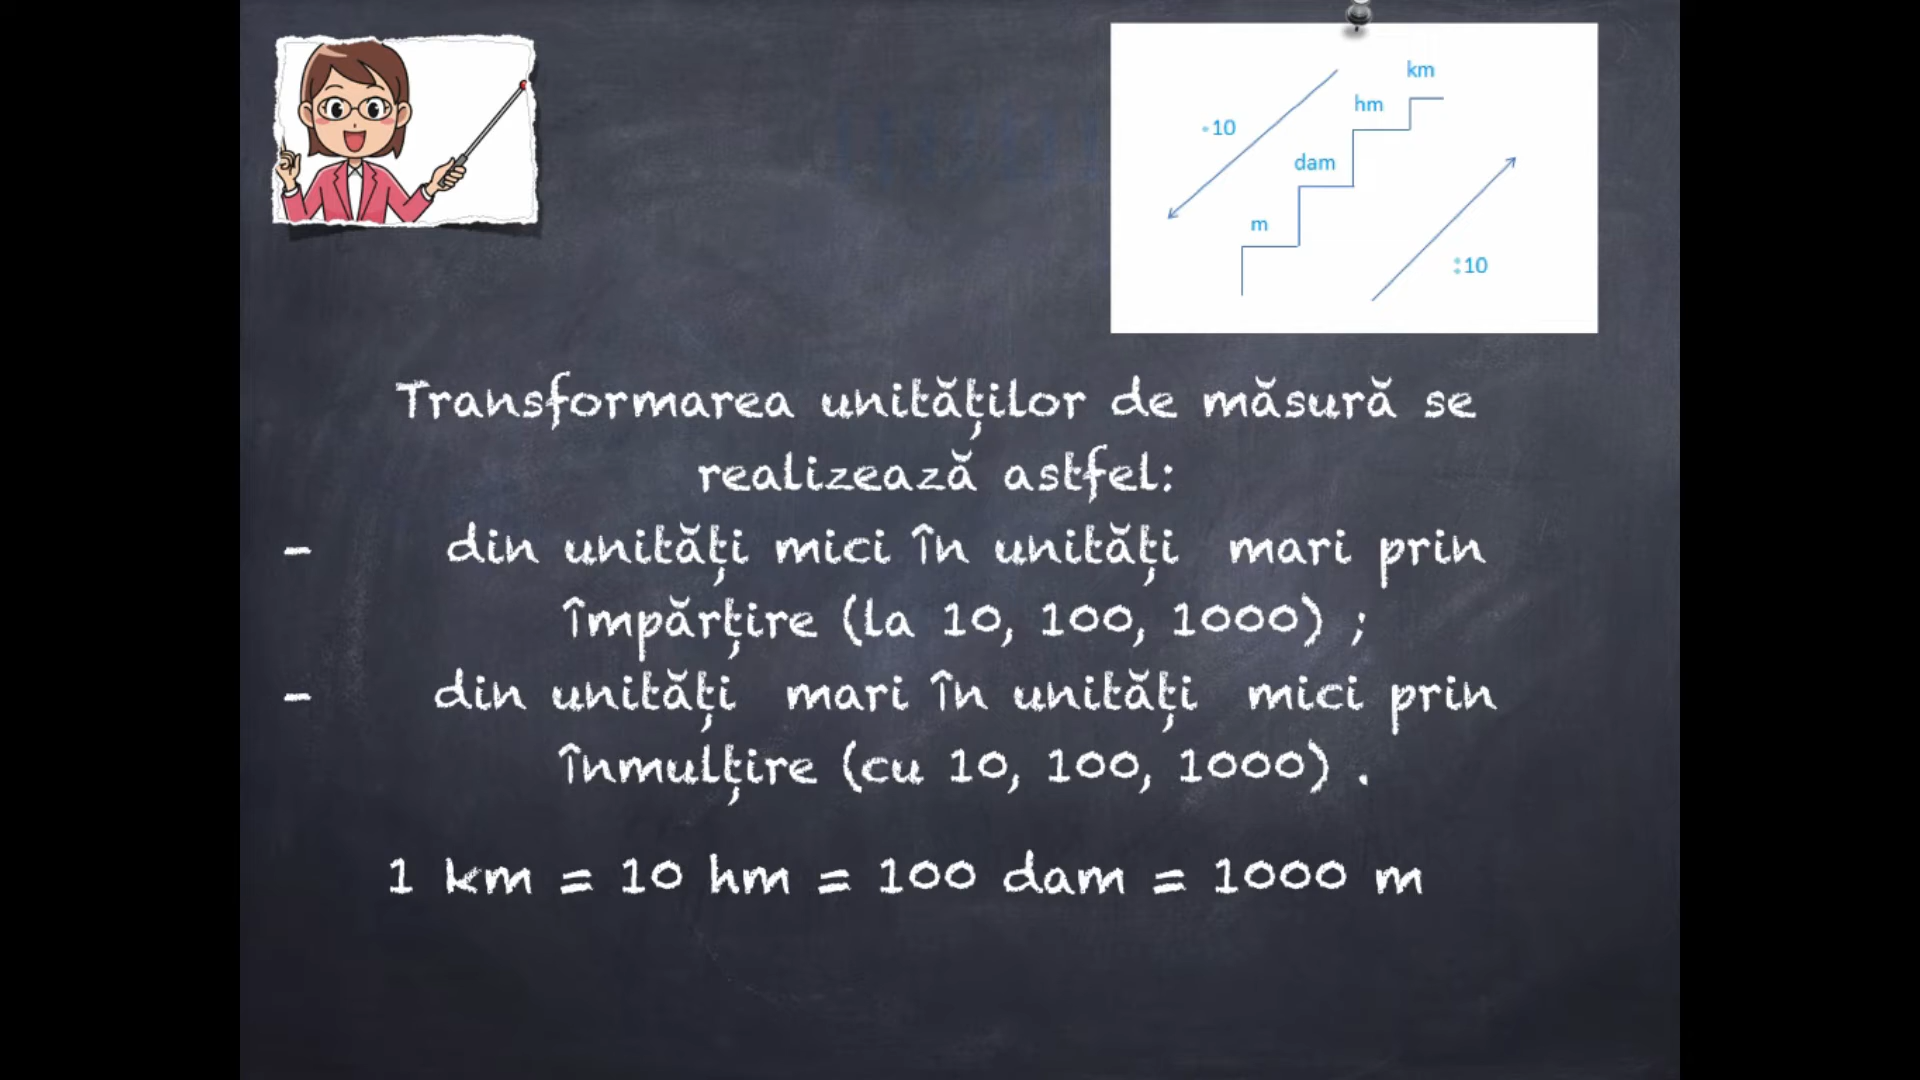 km
hm
·10
dam
m
:10
Transformarea unităților de măsură se
realizează astfel:
- din unități mici în unități mari prin
împărțire (la 10, 100, 1000) ;
- din unități mari în unități mici prin
înmulțire (cu 10, 100, 1000) .
1 km = 10 hm = 100 dam = 1000 m